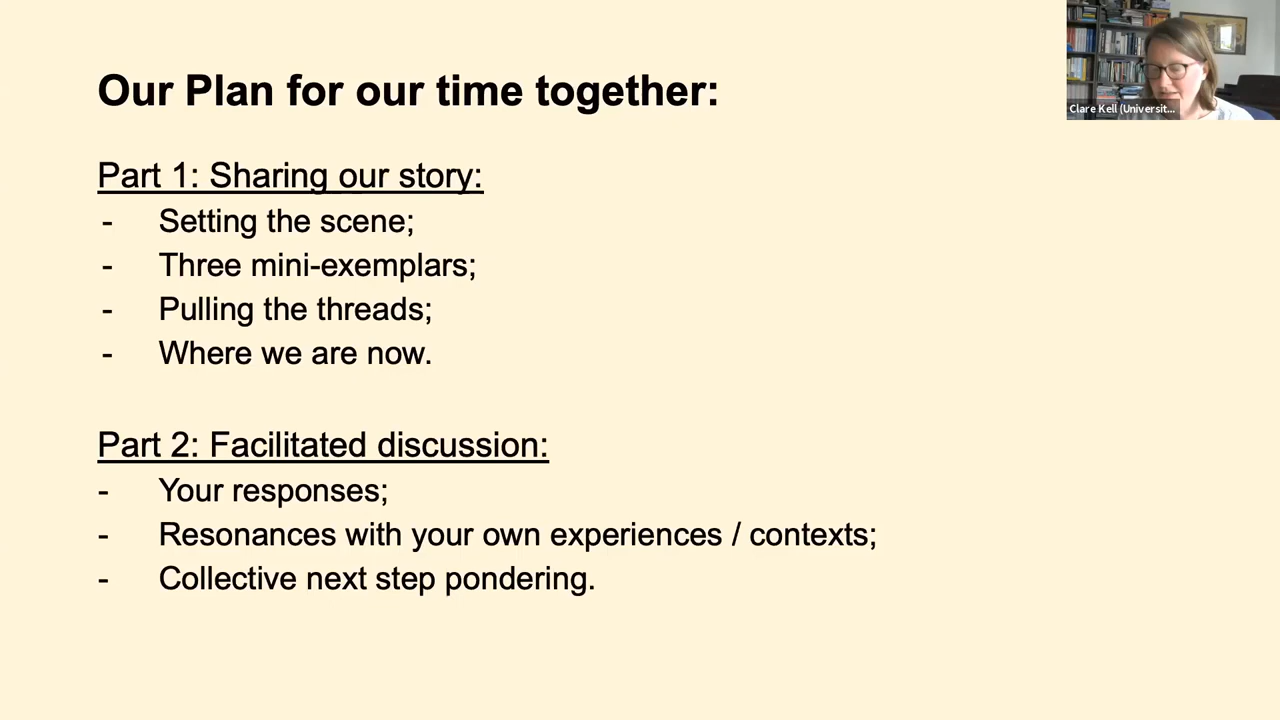 Our Plan for our time together:
Part 1: Sharing our story:
- Setting the scene;
- Three mini-exemplars;
- Pulling the threads;
- Where we are now.
Part 2: Facilitated discussion:
- Your responses;
- Resonances with your own experiences / contexts;
- Collective next step pondering.
Clare Kell (Universit...